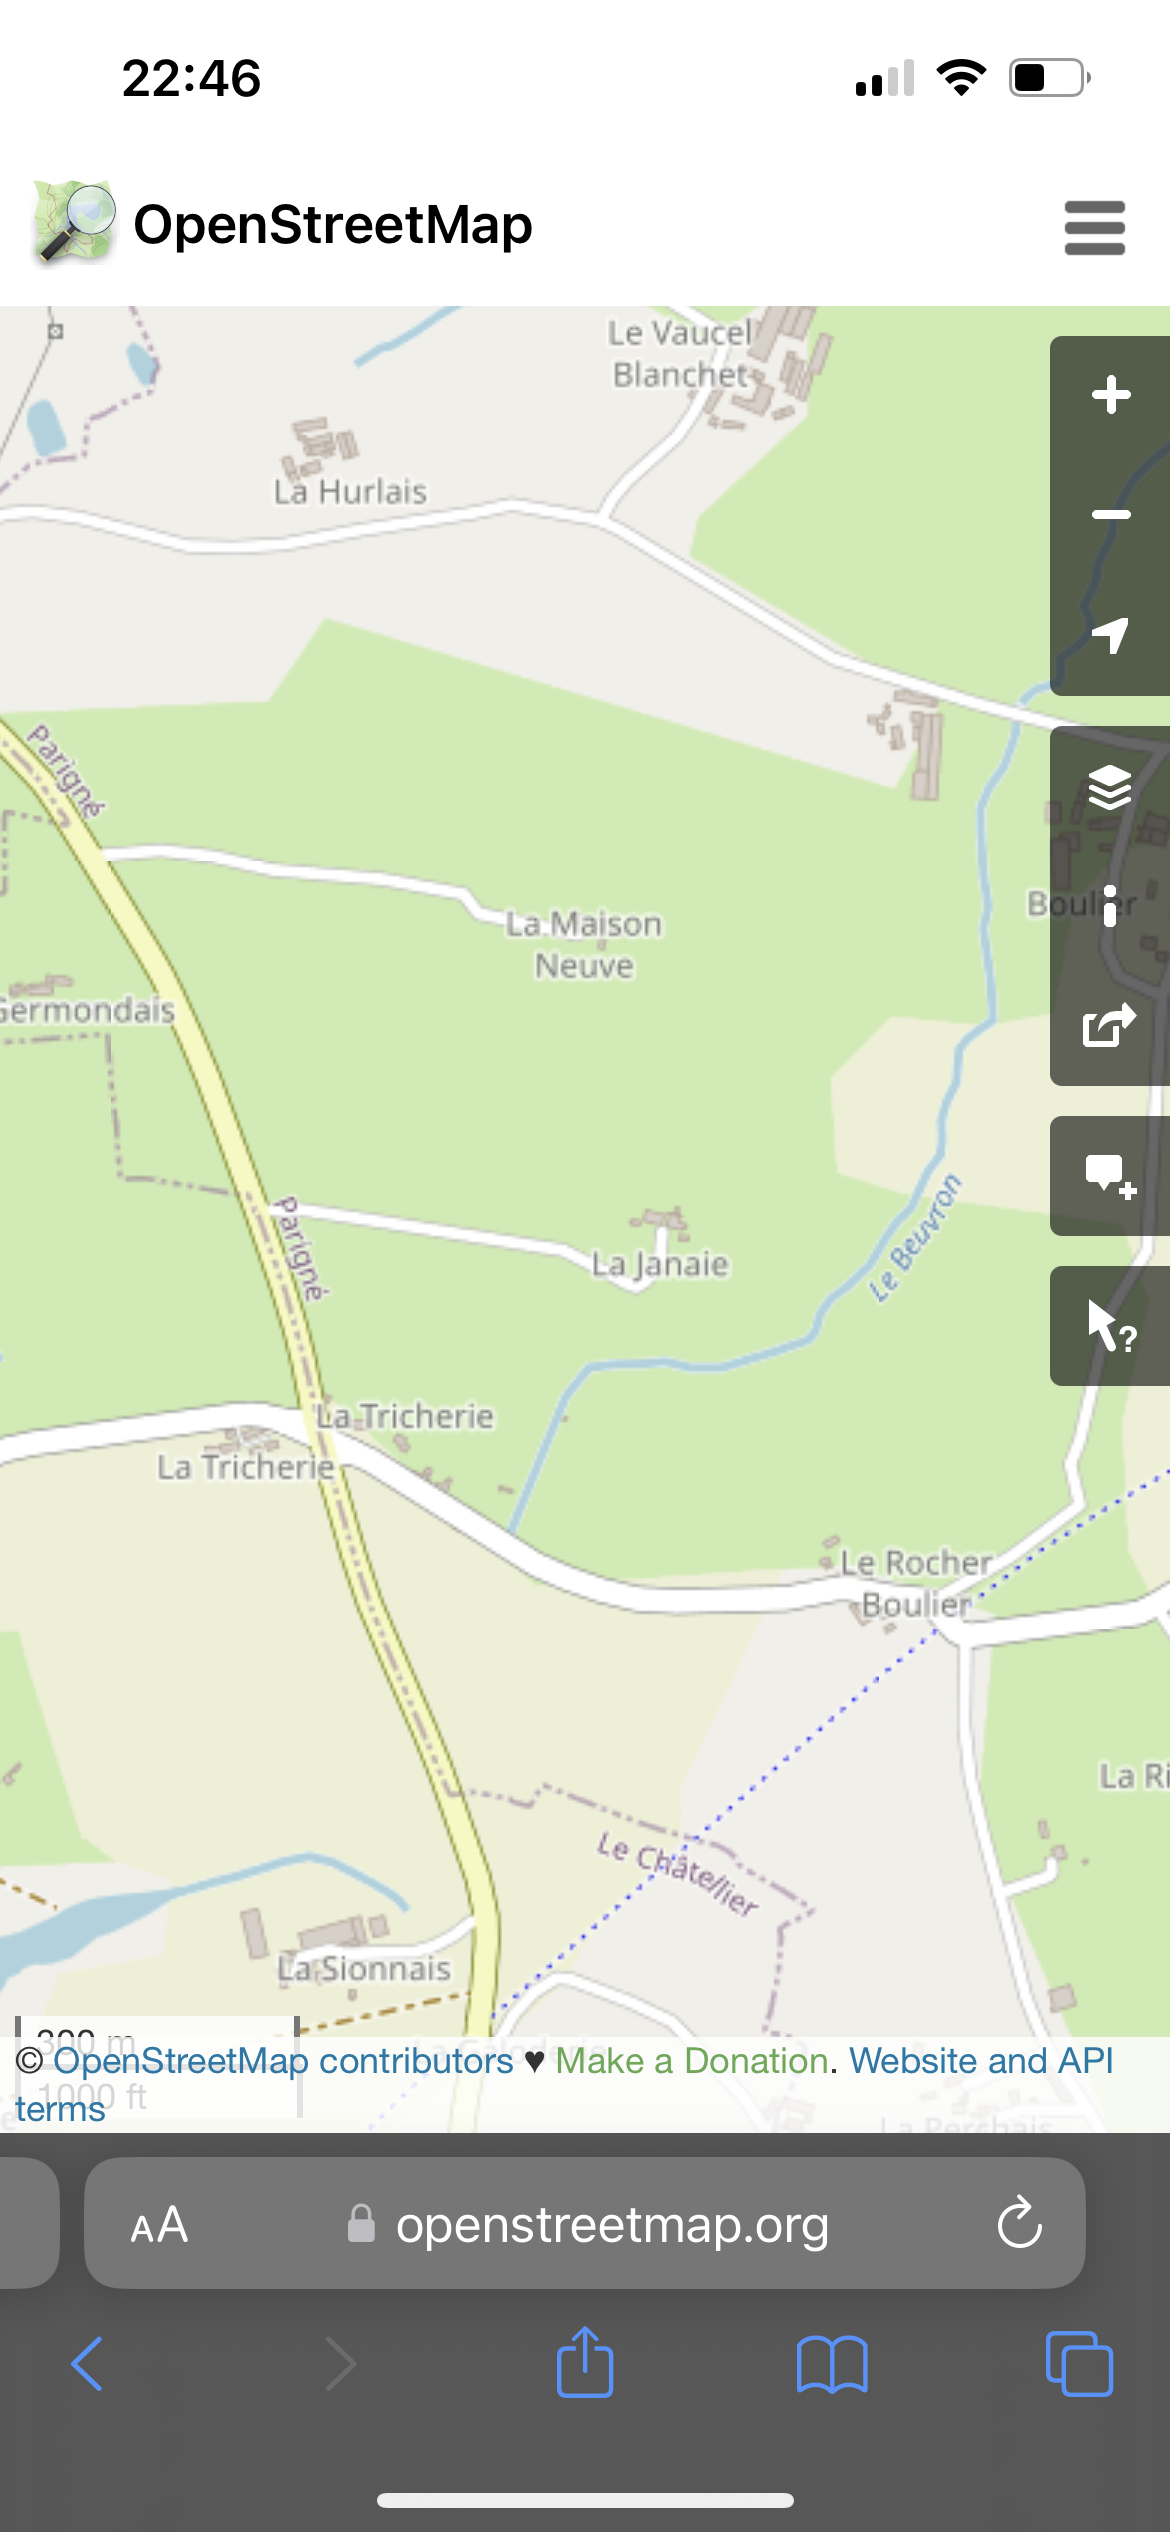 22:46
OpenStreetMap
Le Vaucel
Blanchet
La Hurlais
Parigné
La Maison
Neuve
Boulier
Germondais
Parigné
La Janaie
Le Beuvron
La Tricherie
La Tricherie
Le Rocher
Boulier
La Ri
Le Châtellier
La Sionnais
300 m
© OpenStreetMap contributors ♥ Make a Donation. Website and API
terms
1000 ft
La Perchais
AA openstreetmap.org